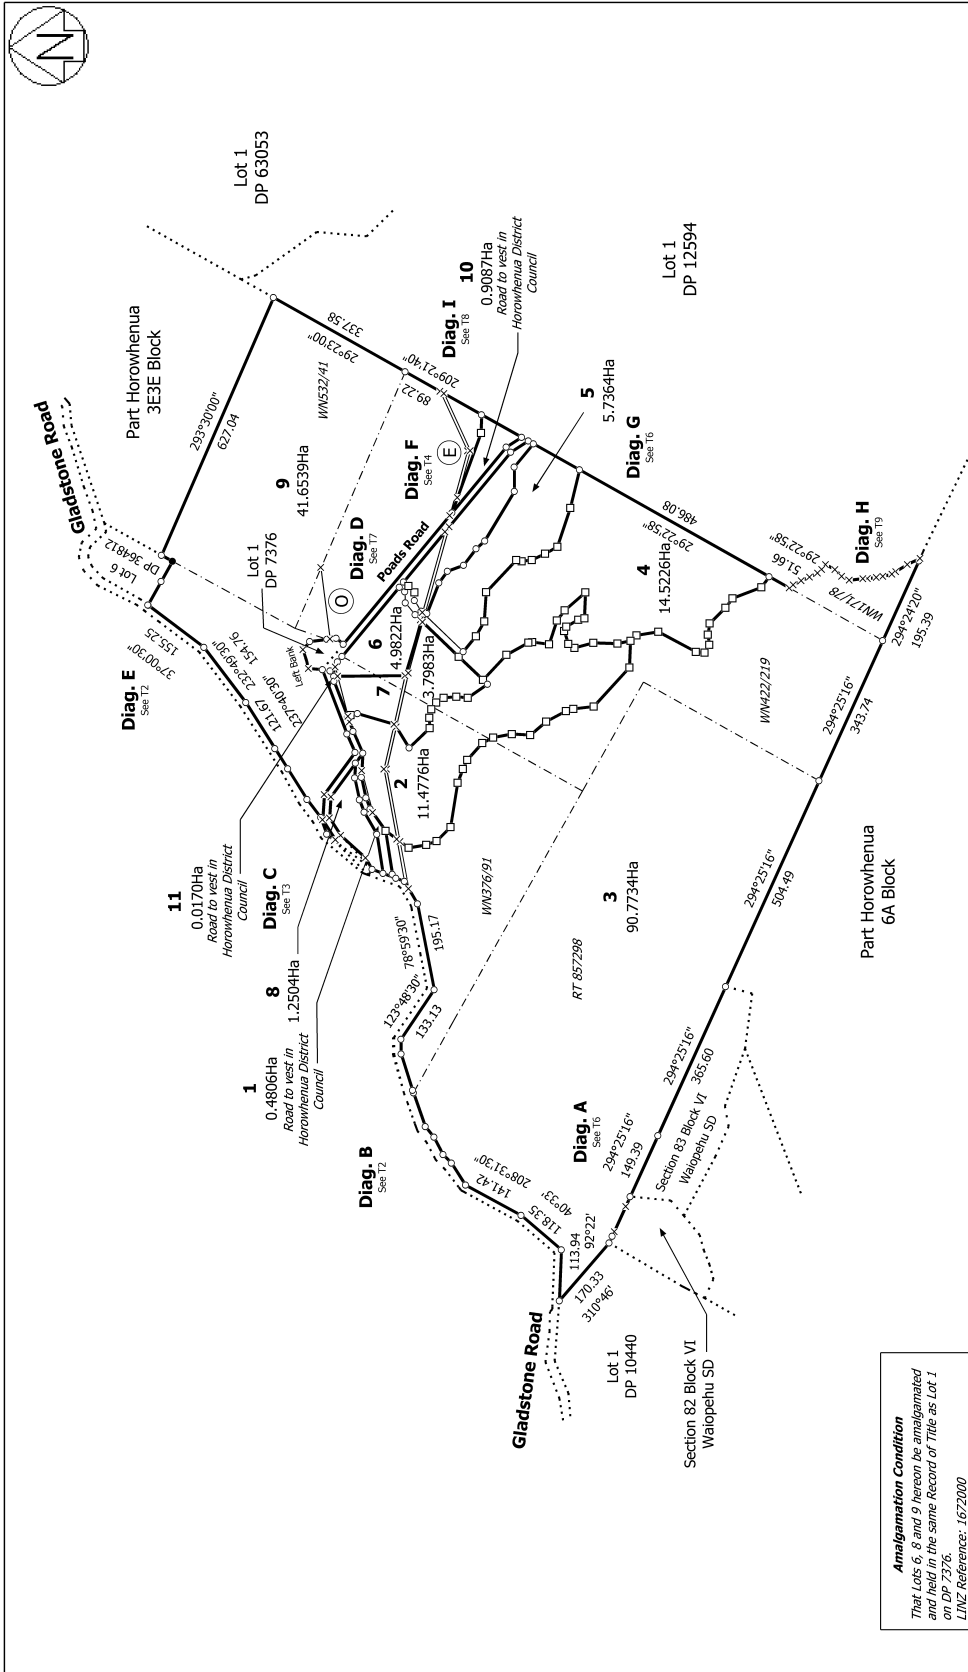 N
Gladstone Road
Lot 6
DP 364812
Part Horowhenua
3E3E Block
Lot 1
DP 63053
293°30'00"
627.04
337.58
29°23'00"
WN532/41
9
41.6539Ha
89.22
209°21'40"
Diag. I
See T8
10
0.9087Ha
Road to vest in
Horowhenua District
Council
Lot 1
DP 12594
Diag. E
See T2
155.25
37°00'30"
154.76
232°49'30"
121.67
237°40'30"
Left Bank
Lot 1
DP 7376
O
Diag. D
See T7
Poads Road
Diag. F
See T4
E
5
5.7364Ha
Diag. G
See T6
486.08
29°22'58"
51.66
29°22'58"
Diag. H
See T9
WN171/78
294°24'20"
195.39
4
14.5226Ha
6
4.9822Ha
7
3.7983Ha
2
11.4776Ha
WN422/219
294°25'16"
343.74
11
0.0170Ha
Road to vest in
Horowhenua District
Council
Diag. C
See T3
8
1.2504Ha
1
0.4806Ha
Road to vest in
Horowhenua District
Council
78°59'30"
195.17
123°48'30"
133.13
WN376/91
RT 857298
3
90.7734Ha
294°25'16"
504.49
Part Horowhenua
6A Block
294°25'16"
365.60
Diag. B
See T2
Diag. A
See T6
294°25'16"
149.39
208°31'30"
141.42
40°33'
118.35
113.94
92°22'
170.33
310°46'
Section 83 Block VI
Waiopehu SD
Gladstone Road
Lot 1
DP 10440
Section 82 Block VI
Waiopehu SD
Amalgamation Condition
That Lots 6, 8 and 9 hereon be amalgamated
and held in the same Record of Title as Lot 1
on DP 7376.
LINZ Reference: 1672000